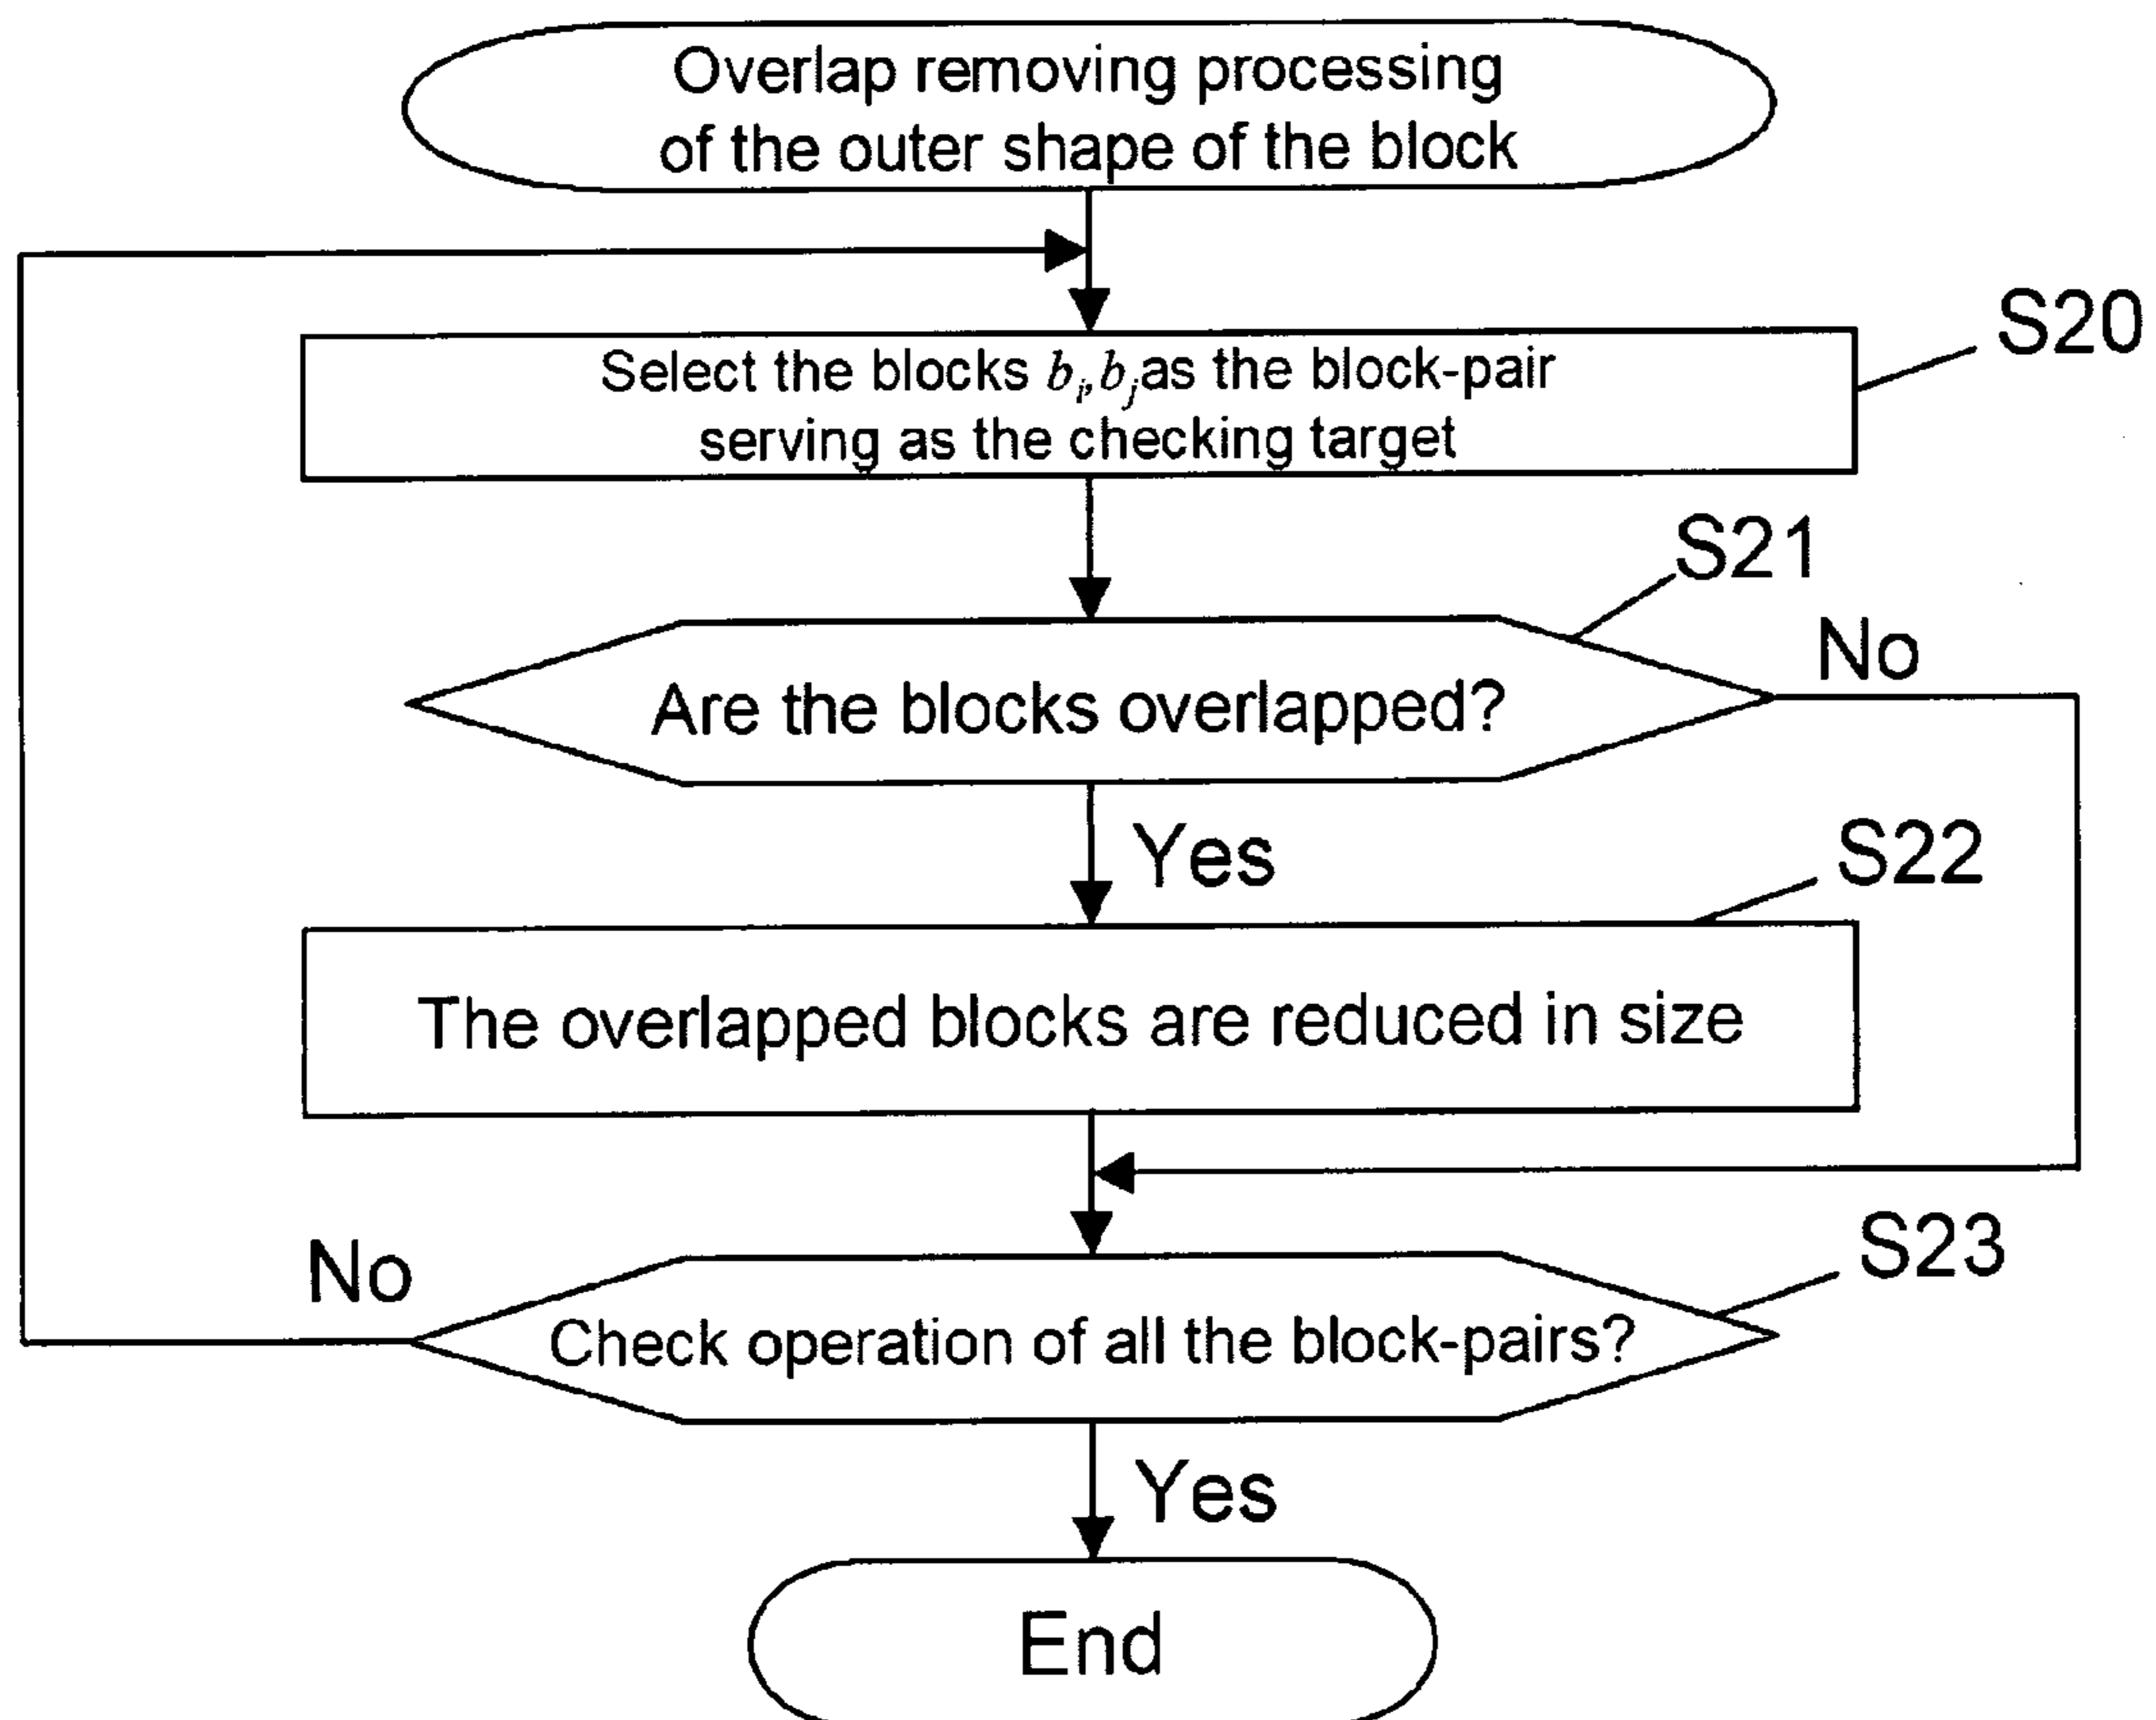 Overlap removing processing
of the outer shape of the block
S20
Select the blocks b_i, b_j as the block-pair
serving as the checking target
S21
No
Are the blocks overlapped?
Yes
S22
The overlapped blocks are reduced in size
S23
No
Check operation of all the block-pairs?
Yes
End